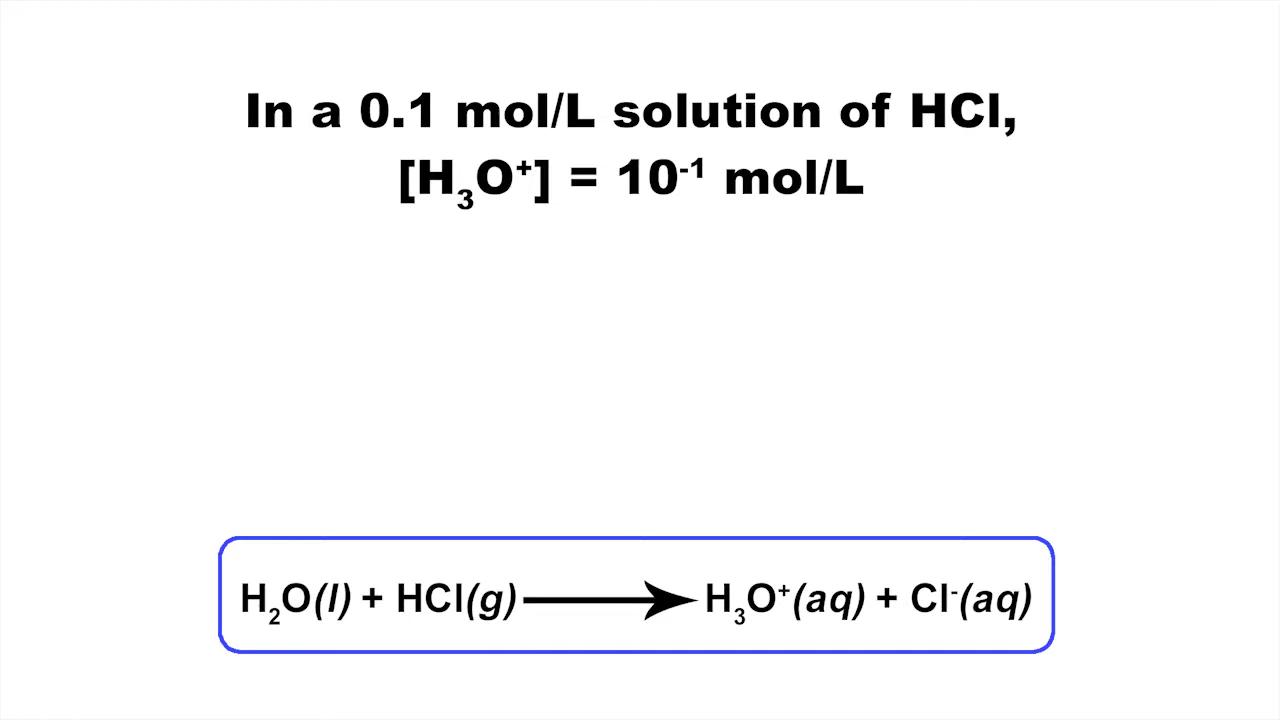 In a 0.1 mol/L solution of HCl,
[H₃O⁺] = 10⁻¹ mol/L
H₂O(l) + HCl(g) ⟶ H₃O⁺(aq) + Cl⁻(aq)